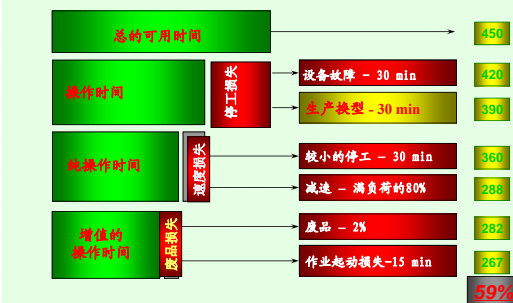 总的可用时间
450
操作时间
停工损失
设备故障 - 30 min
420
生产换型 - 30 min
390
纯操作时间
速度损失
较小的停工 - 30 min
360
减速 - 满负荷的80%
288
增值的
操作时间
废品损失
废品 - 2%
282
作业起动损失-15 min
267
59%